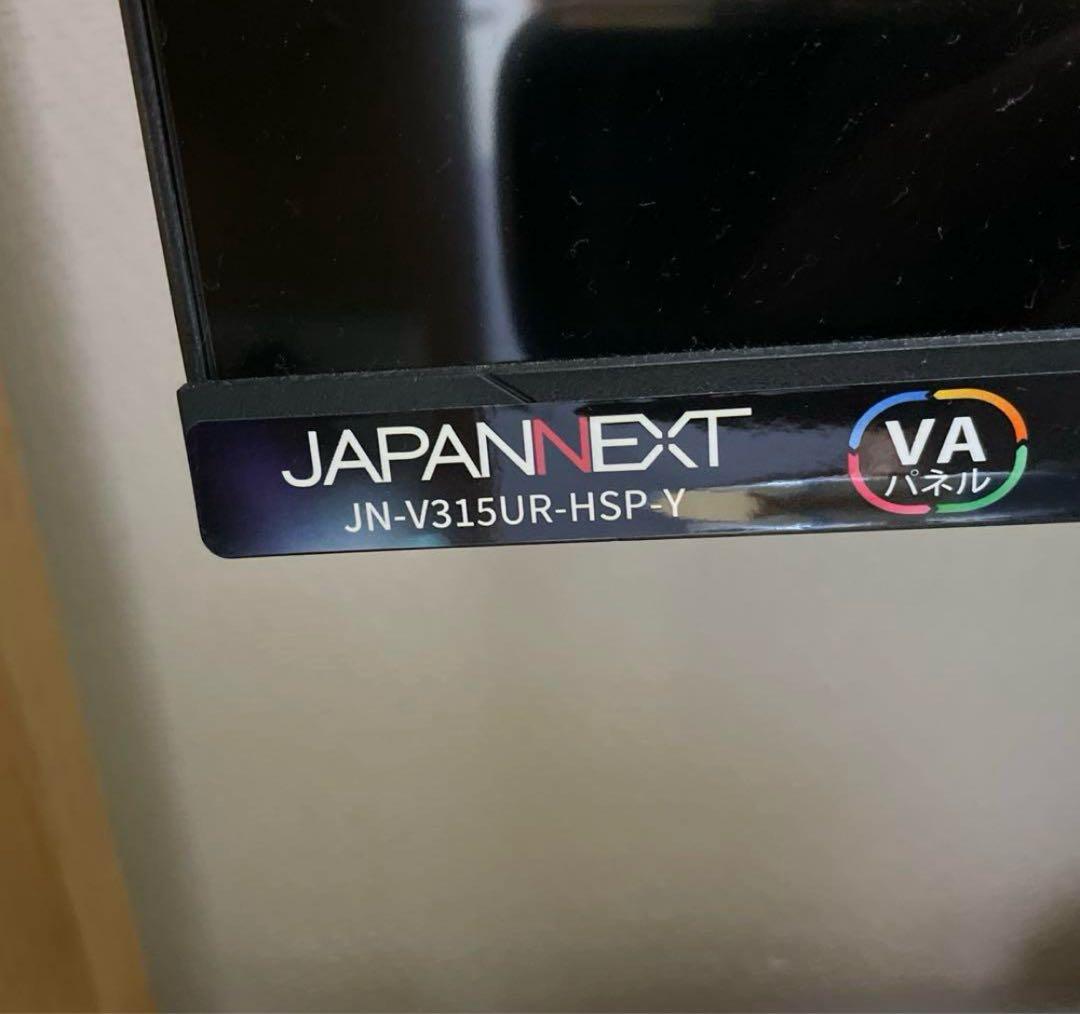 JAPANNEXT
JN-V315UR-HSP-Y
VA
パネル